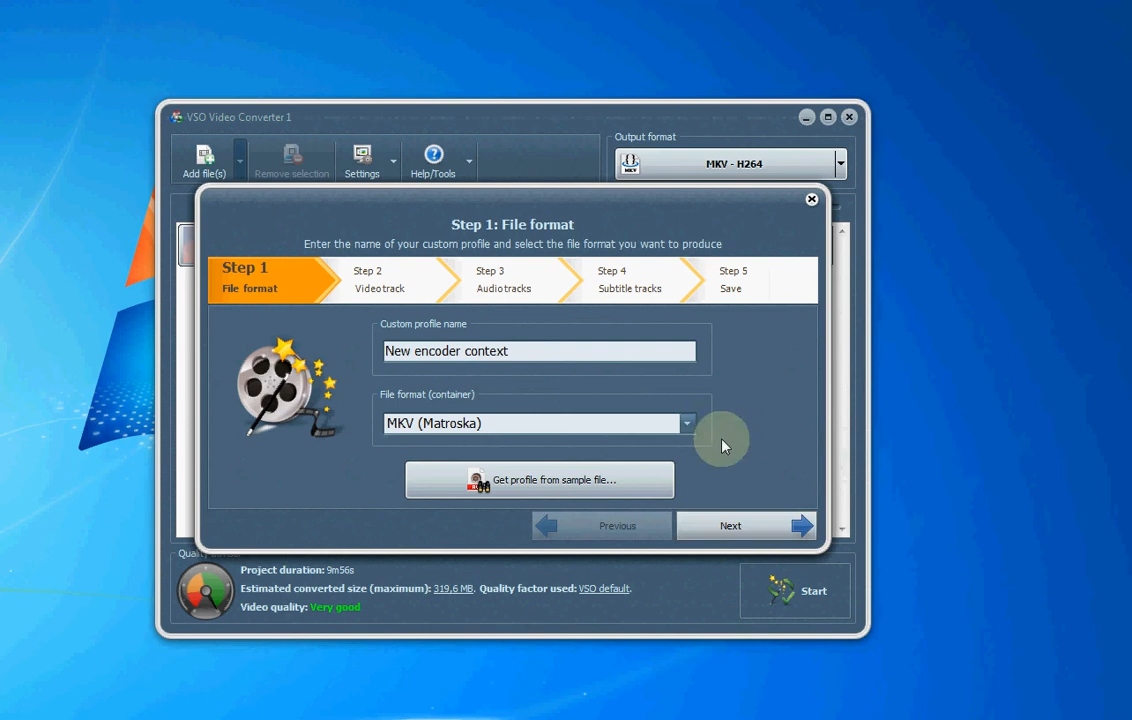 VSO Video Converter 1
Output format
Add file(s)
Remove selection
Settings
Help/Tools
MKV
MKV - H264
Step 1: File format
Enter the name of your custom profile and select the file format you want to produce
Step 1
File format
Step 2
Videotrack
Step 3
Audiotracks
Step 4
Subtitle tracks
Step 5
Save
Custom profile name
New encoder context
File format (container)
MKV (Matroska)
Get profile from sample file...
Previous
Next
Project duration: 9m56s
Estimated converted size (maximum): 319,6 MB. Quality factor used: VSO default.
Video quality: Very good
Start